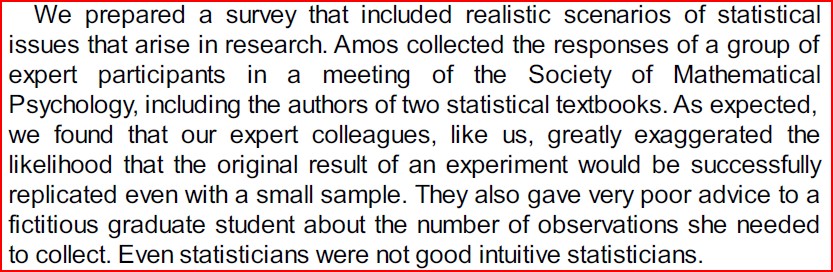 We prepared a survey that included realistic scenarios of statistical
issues that arise in research. Amos collected the responses of a group of
expert participants in a meeting of the Society of Mathematical
Psychology, including the authors of two statistical textbooks. As expected,
we found that our expert colleagues, like us, greatly exaggerated the
likelihood that the original result of an experiment would be successfully
replicated even with a small sample. They also gave very poor advice to a
fictitious graduate student about the number of observations she needed
to collect. Even statisticians were not good intuitive statisticians.